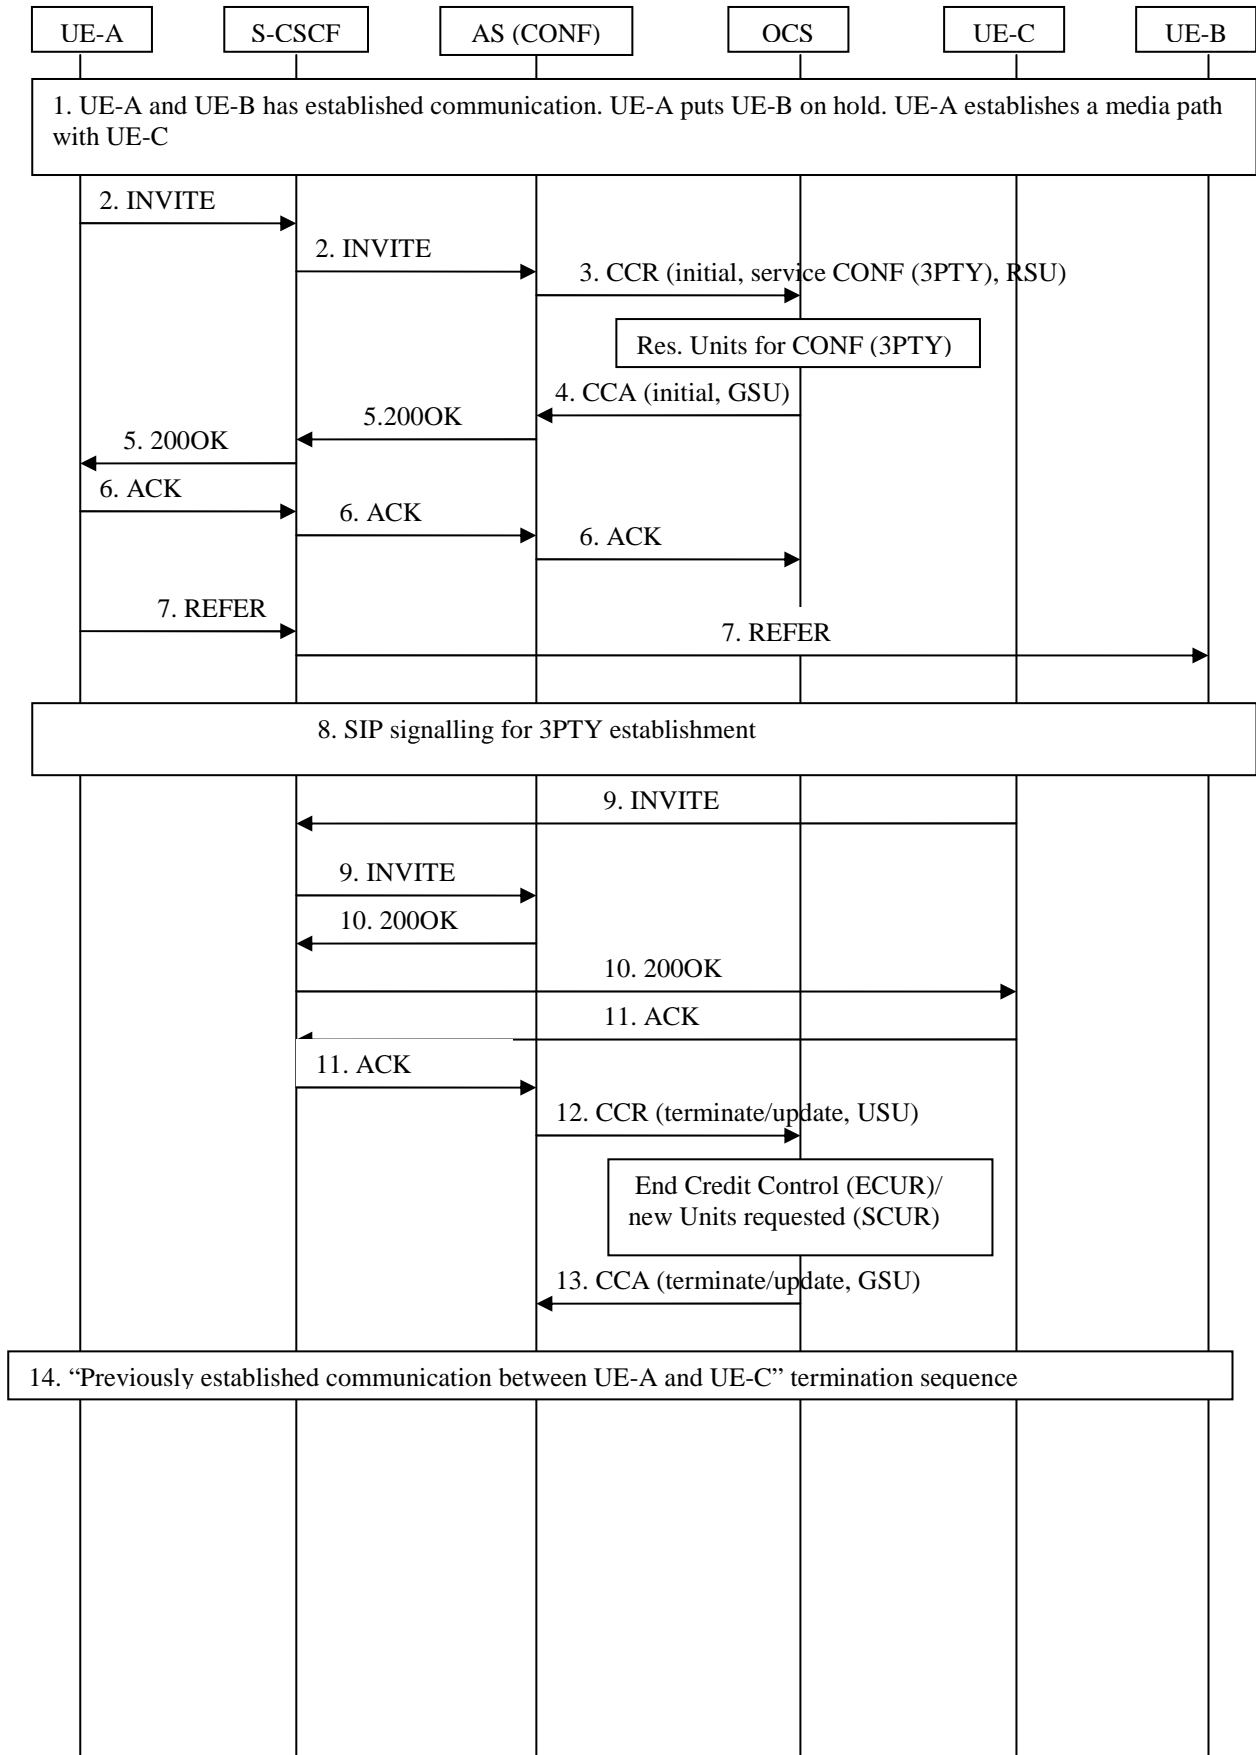 UE-A
S-CSCF
AS (CONF)
OCS
UE-C
UE-B
1. UE-A and UE-B has established communication. UE-A puts UE-B on hold. UE-A establishes a media path
with UE-C
2. INVITE
2. INVITE
3. CCR (initial, service CONF (3PTY), RSU)
Res. Units for CONF (3PTY)
4. CCA (initial, GSU)
5.200OK
5. 200OK
6. ACK
6. ACK
6. ACK
7. REFER
7. REFER
8. SIP signalling for 3PTY establishment
9. INVITE
9. INVITE
10. 200OK
10. 200OK
11. ACK
11. ACK
12. CCR (terminate/update, USU)
End Credit Control (ECUR)/
new Units requested (SCUR)
13. CCA (terminate/update, GSU)
14. “Previously established communication between UE-A and UE-C” termination sequence